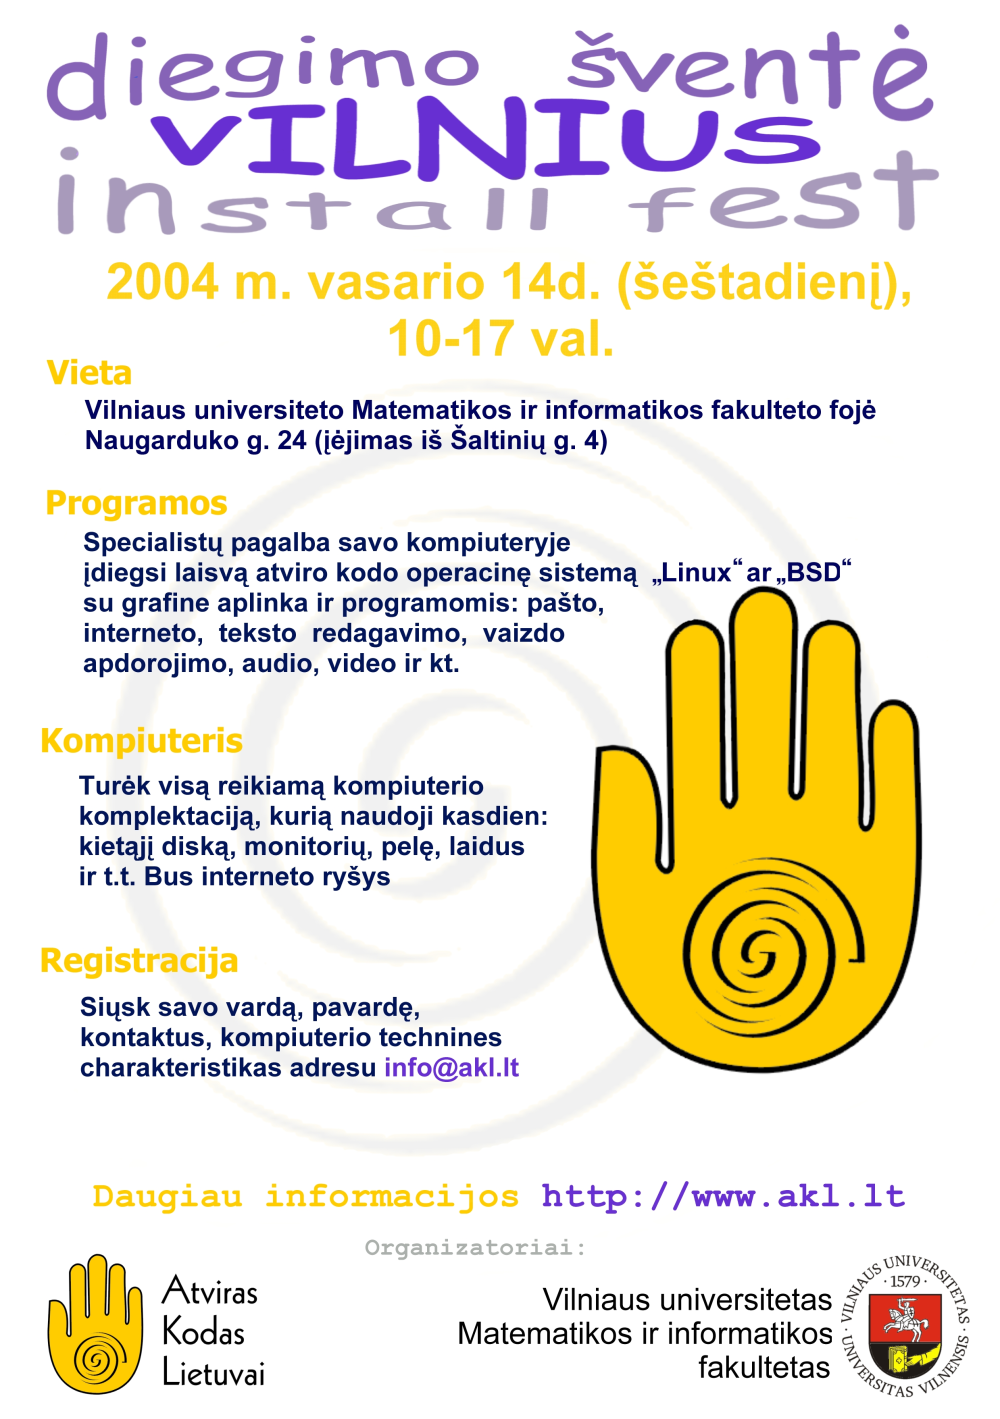 diegimo šventė
VILNIUS
install fest
2004 m. vasario 14d. (šeštadienį),
10-17 val.
Vieta
Vilniaus universiteto Matematikos ir informatikos fakulteto fojė
Naugarduko g. 24 (įėjimas iš Šaltinių g. 4)
Programos
Specialistų pagalba savo kompiuteryje
įdiegsi laisvą atviro kodo operacinę sistemą „Linux“ ar „BSD“
su grafine aplinka ir programomis: pašto,
interneto, teksto redagavimo, vaizdo
apdorojimo, audio, video ir kt.
Kompiuteris
Turėk visą reikiamą kompiuterio
komplektaciją, kurią naudoji kasdien:
kietąjį diską, monitorių, pelę, laidus
ir t.t. Bus interneto ryšys
Registracija
Siųsk savo vardą, pavardę,
kontaktus, kompiuterio technines
charakteristikas adresu info@akl.lt
Daugiau informacijos http://www.akl.lt
Organizatoriai:
Atviras
Kodas
Lietuvai
Vilniaus universitetas
Matematikos ir informatikos
fakultetas
· VILNIAUS UNIVERSITETAS ·
· 1579 ·
UNIVERSITAS VILNENSIS